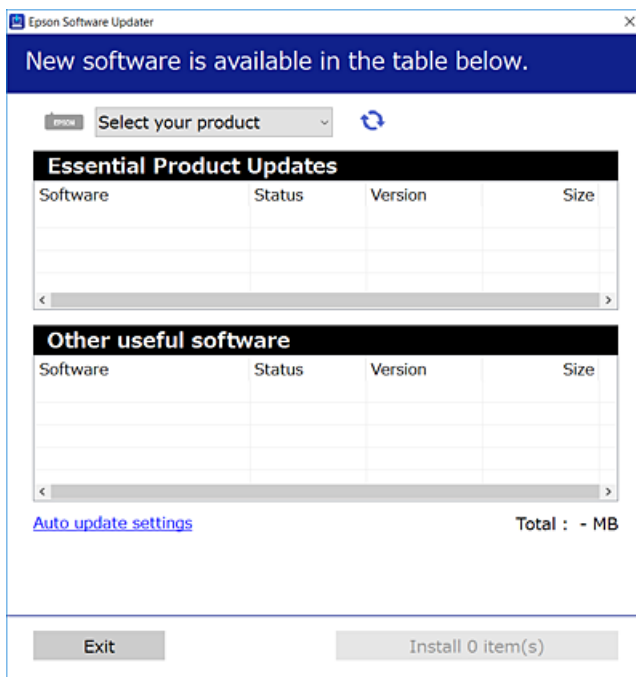 Epson Software Updater
New software is available in the table below.
EPSON Select your product
Essential Product Updates
Software Status Version Size
Other useful software
Software Status Version Size
Auto update settings Total : - MB
Exit Install 0 item(s)